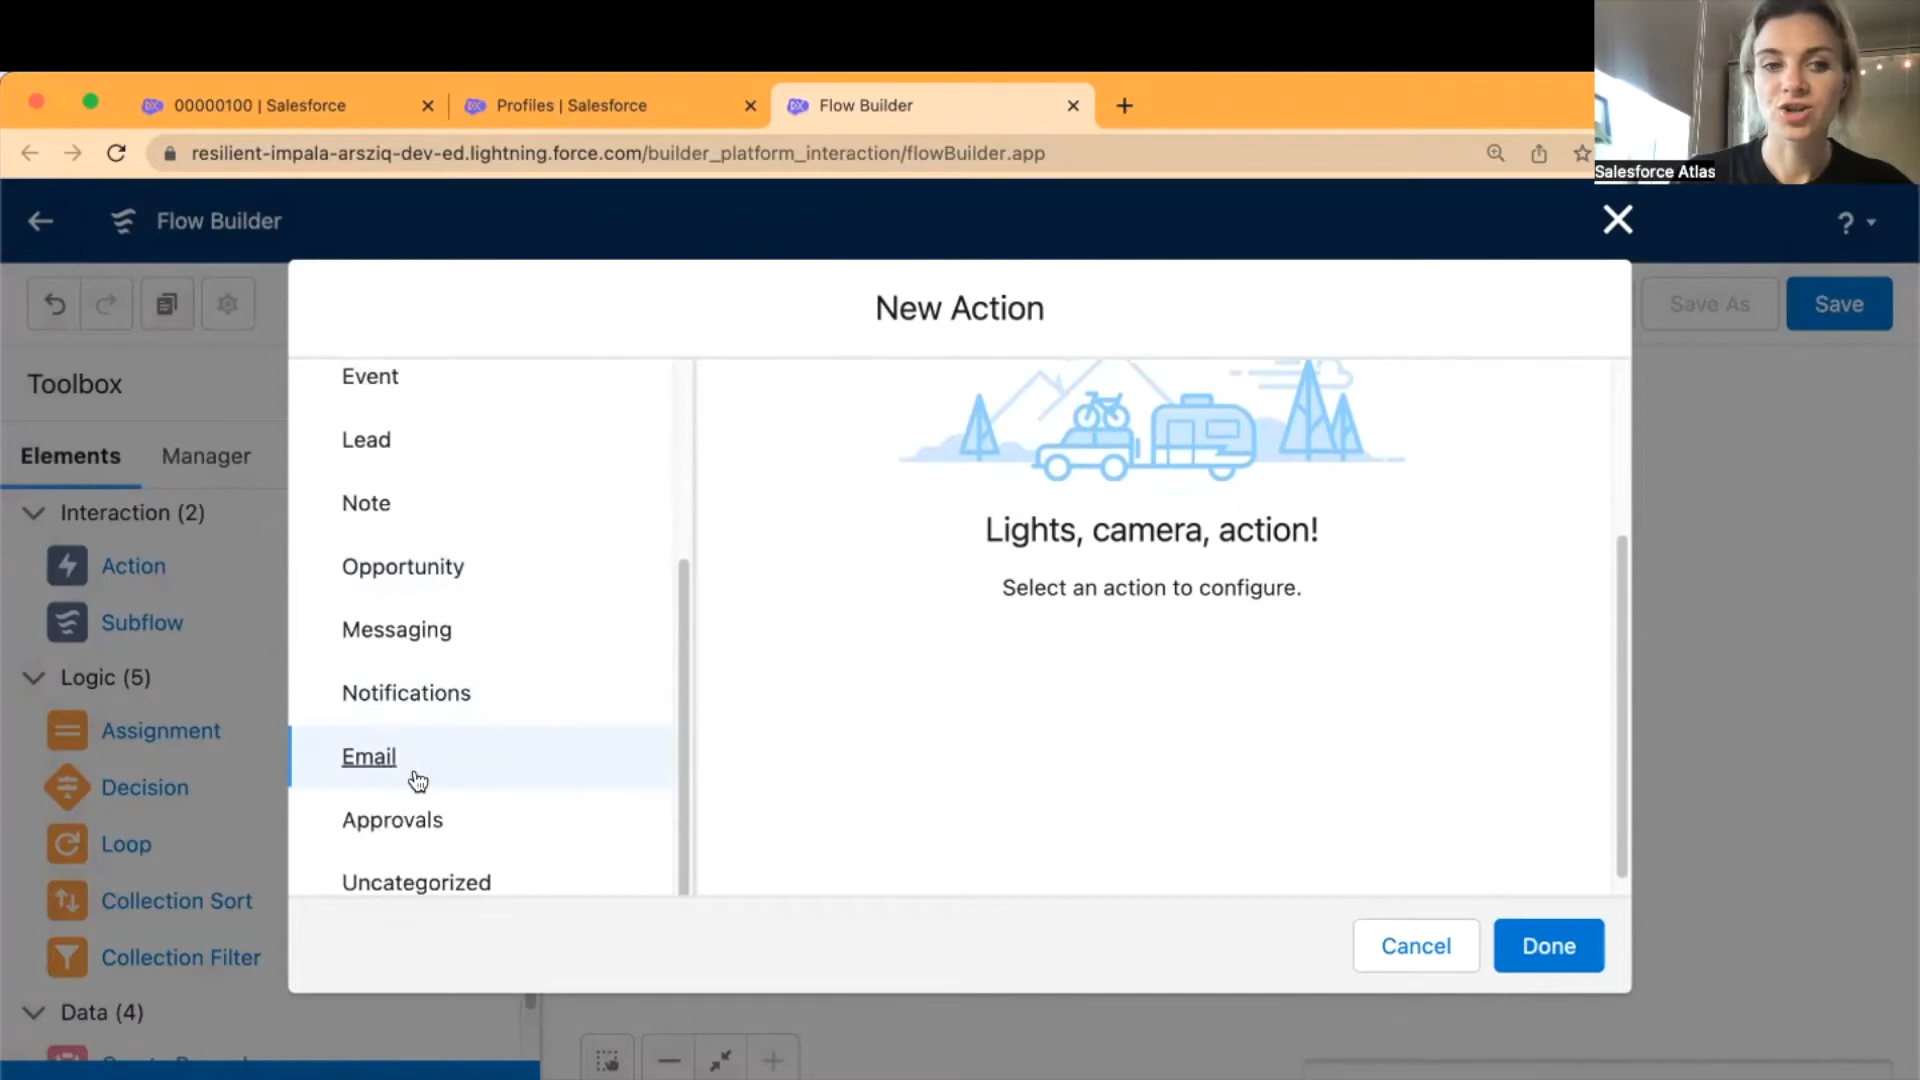 00000100 | Salesforce
Profiles | Salesforce
Flow Builder
resilient-impala-arsziq-dev-ed.lightning.force.com/builder_platform_interaction/flowBuilder.app
Salesforce Atlas
Flow Builder
?
Save As
Save
New Action
Toolbox
Elements
Manager
Interaction (2)
Action
Subflow
Logic (5)
Assignment
Decision
Loop
Collection Sort
Collection Filter
Data (4)
Event
Lead
Note
Opportunity
Messaging
Notifications
Email
Approvals
Uncategorized
Lights, camera, action!
Select an action to configure.
Cancel
Done